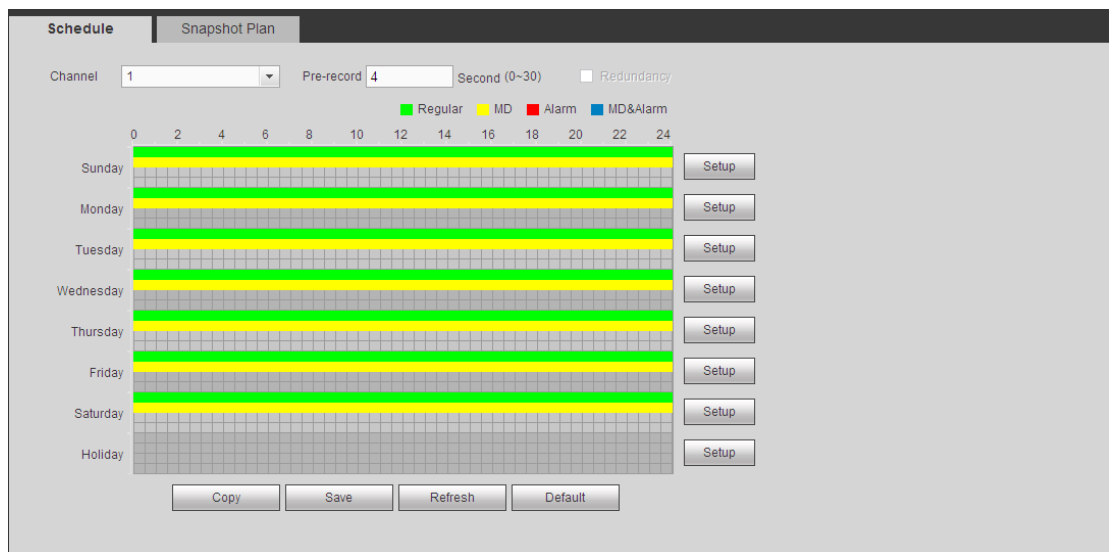 Schedule Snapshot Plan
Channel 1 Pre-record 4 Second (0~30) Redundancy
Regular MD Alarm MD&Alarm
0 2 4 6 8 10 12 14 16 18 20 22 24
Sunday Setup
Monday Setup
Tuesday Setup
Wednesday Setup
Thursday Setup
Friday Setup
Saturday Setup
Holiday Setup
Copy Save Refresh Default